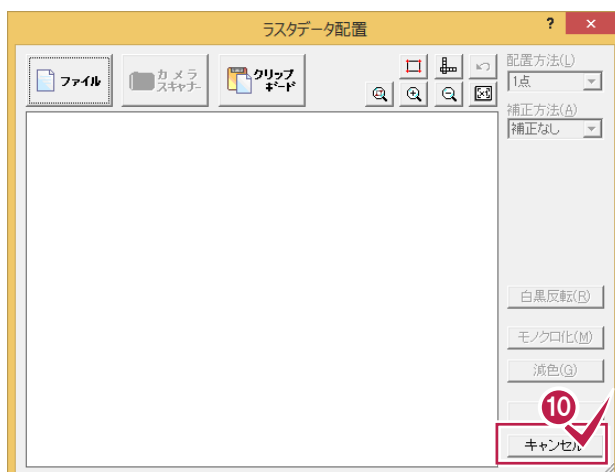 ラスタデータ配置
?
×
ファイル
カメラ
スキャナー
クリップ
ボード
配置方法(L)
1点
補正方法(A)
補正なし
白黒反転(R)
モノクロ化(M)
減色(G)
10
キャンセル